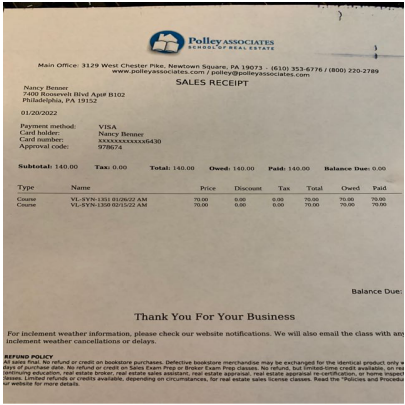 Polley ASSOCIATES
SCHOOL OF REAL ESTATE
Main Office: 3129 West Chester Pike, Newtown Square, PA 19073 - (610) 353-6776 / (800) 220-2789
www.polleyassociates.com / polley@polleyassociates.com
SALES RECEIPT
Nancy Benner
7400 Roosevelt Blvd Apt# B102
Philadelphia, PA 19152
01/20/2022
Payment method: VISA
Card holder: Nancy Benner
Card number: xxxxxxxxxxxx6430
Approval code: 978674
Subtotal: 140.00 Tax: 0.00 Total: 140.00 Owed: 140.00 Paid: 140.00 Balance Due: 0.00
Type Name Price Discount Tax Total Owed Paid
Course VL-SYN-1351 01/26/22 AM 70.00 0.00 0.00 70.00 70.00 70.00
Course VL-SYN-1350 02/15/22 AM 70.00 0.00 0.00 70.00 70.00 70.00
Balance Due:
Thank You For Your Business
For inclement weather information, please check our website notifications. We will also email the class with any
inclement weather cancellations or delays.
REFUND POLICY
All sales final. No refund or credit on bookstore purchases. Defective bookstore merchandise may be exchanged for the identical product only w
days of purchase date. No refund or credit on Sales Exam Prep or Broker Exam Prep classes. No refund, but limited-time credit available, on rea
continuing education, real estate broker, real estate sales assistant, real estate appraisal, real estate appraisal re-certification, or home inspect
classes. Limited refunds or credits available, depending on circumstances, for real estate sales license classes. Read the "Policies and Procedu
our website for more details.